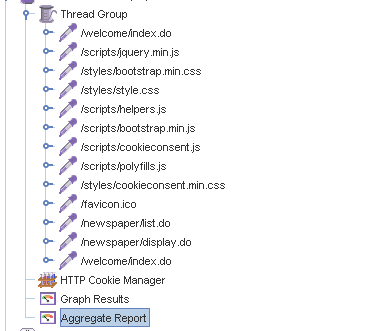 Thread Group
/welcome/index.do
/scripts/jquery.min.js
/styles/bootstrap.min.css
/styles/style.css
/scripts/helpers.js
/scripts/bootstrap.min.js
/scripts/cookieconsent.js
/scripts/polyfills.js
/styles/cookieconsent.min.css
/favicon.ico
/newspaper/list.do
/newspaper/display.do
/welcome/index.do
HTTP Cookie Manager
Graph Results
Aggregate Report